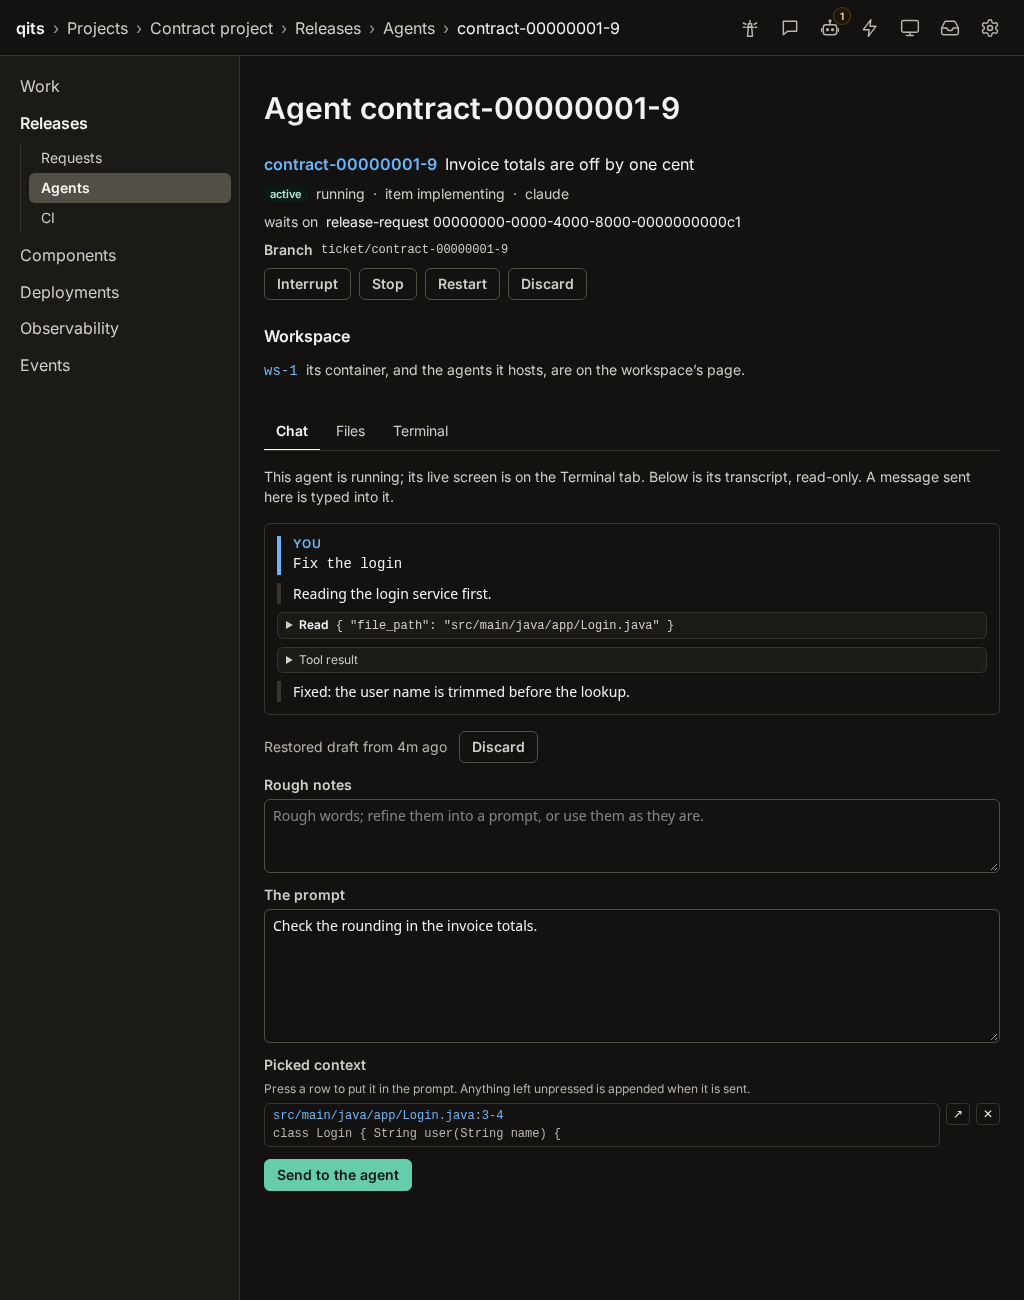 qits › Projects › Contract project › Releases › Agents › contract-00000001-9
1
Work
Releases
Requests
Agents
CI
Components
Deployments
Observability
Events
Agent contract-00000001-9
contract-00000001-9 Invoice totals are off by one cent
active running · item implementing · claude
waits on release-request 00000000-0000-4000-8000-0000000000c1
Branch ticket/contract-00000001-9
Interrupt Stop Restart Discard
Workspace
ws-1 its container, and the agents it hosts, are on the workspace’s page.
Chat Files Terminal
This agent is running; its live screen is on the Terminal tab. Below is its transcript, read-only. A message sent
here is typed into it.
YOU
Fix the login
Reading the login service first.
Read { "file_path": "src/main/java/app/Login.java" }
Tool result
Fixed: the user name is trimmed before the lookup.
Restored draft from 4m ago Discard
Rough notes
Rough words; refine them into a prompt, or use them as they are.
The prompt
Check the rounding in the invoice totals.
Picked context
Press a row to put it in the prompt. Anything left unpressed is appended when it is sent.
src/main/java/app/Login.java:3-4
class Login { String user(String name) {
Send to the agent